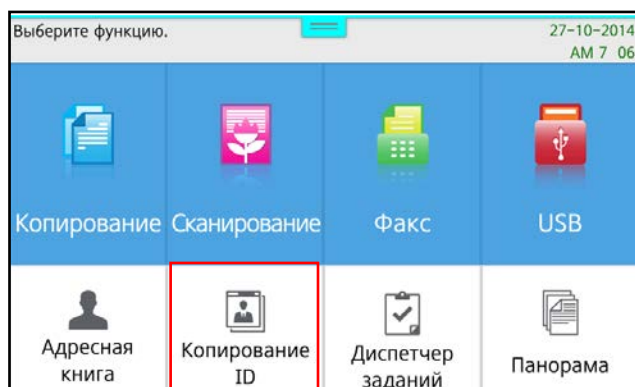 Выберите функцию.
27-10-2014
AM 7 06
Копирование
Сканирование
Факс
USB
Адресная
книга
Копирование
ID
Диспетчер
заданий
Панорама